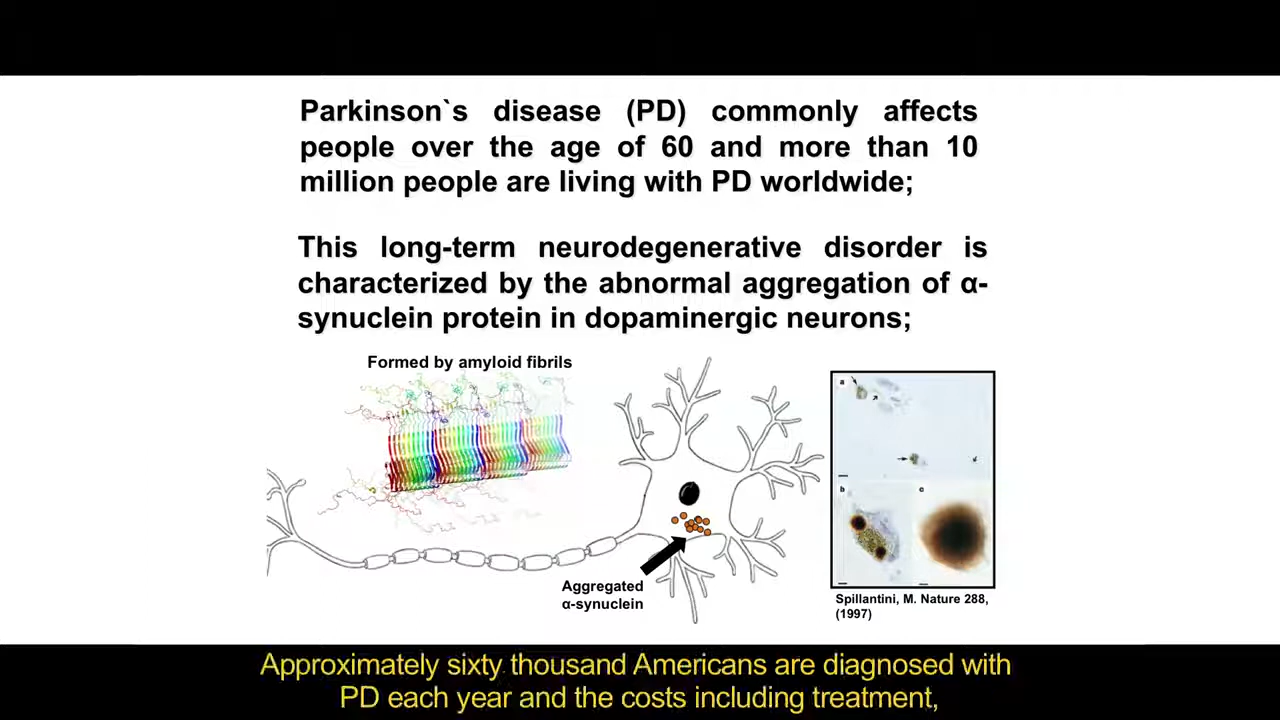 Parkinson`s disease (PD) commonly affects
people over the age of 60 and more than 10
million people are living with PD worldwide;
This long-term neurodegenerative disorder is
characterized by the abnormal aggregation of α-
synuclein protein in dopaminergic neurons;
Formed by amyloid fibrils
a
b
c
Aggregated
α-synuclein
Spillantini, M. Nature 288,
(1997)
Approximately sixty thousand Americans are diagnosed with
PD each year and the costs including treatment,